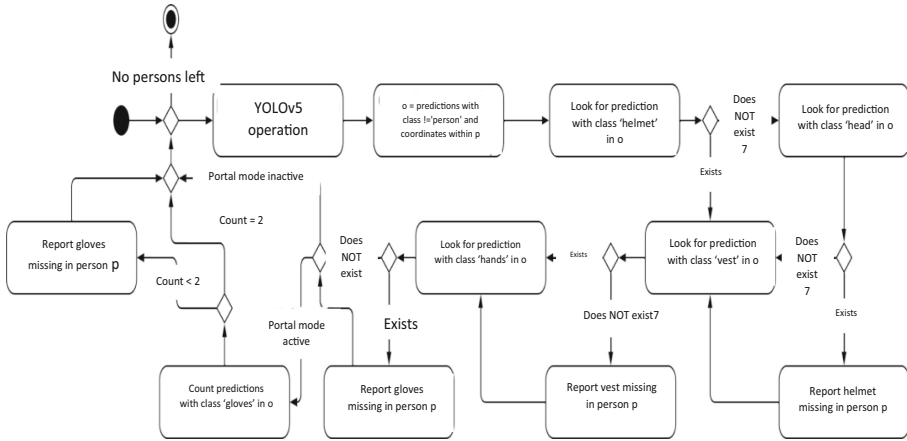 No persons left
YOLOv5
operation
o = predictions with
class !='person' and
coordinates within p
Look for prediction
with class 'helmet' in
o
Does
NOT
exist
7
Look for prediction
with class 'head' in o
Exists
Portal mode inactive
Count = 2
Report gloves
missing in person p
Count < 2
Does
NOT
exist
Look for prediction
with class 'hands' in o
Exists
Look for prediction
with class 'vest' in o
Does
NOT
exist
7
Portal mode
active
Exists
Does NOT exist7
Exists
Count predictions
with class 'gloves' in o
Report gloves
missing in person p
Report vest missing
in person p
Report helmet
missing in person p